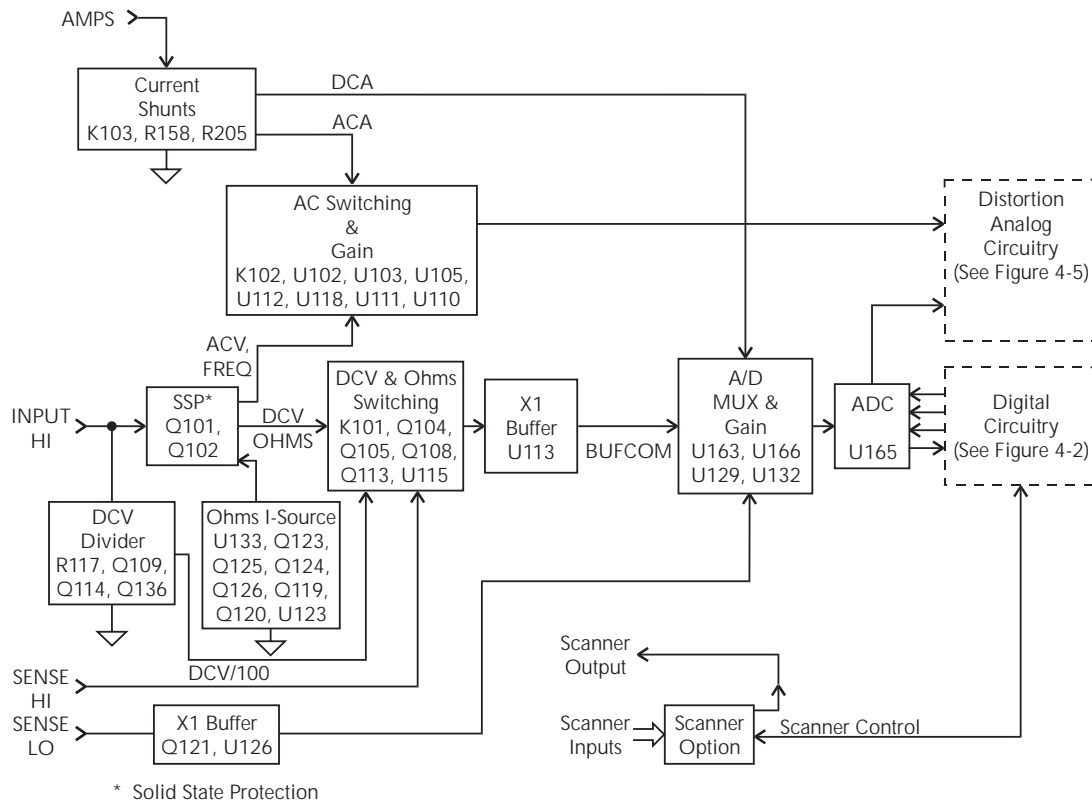 AMPS
Current
Shunts
K103, R158, R205
DCA
ACA
AC Switching
&
Gain
K102, U102, U103, U105,
U112, U118, U111, U110
Distortion
Analog
Circuitry
(See Figure 4-5)
ACV,
FREQ
INPUT
HI
SSP*
Q101,
Q102
DCV
OHMS
DCV & Ohms
Switching
K101, Q104,
Q105, Q108,
Q113, U115
X1
Buffer
U113
BUFCOM
A/D
MUX &
Gain
U163, U166
U129, U132
ADC
U165
Digital
Circuitry
(See Figure 4-2)
DCV
Divider
R117, Q109,
Q114, Q136
Ohms I-Source
U133, Q123,
Q125, Q124,
Q126, Q119,
Q120, U123
DCV/100
SENSE
HI
SENSE
LO
X1 Buffer
Q121, U126
Scanner
Output
Scanner
Inputs
Scanner
Option
Scanner Control
* Solid State Protection